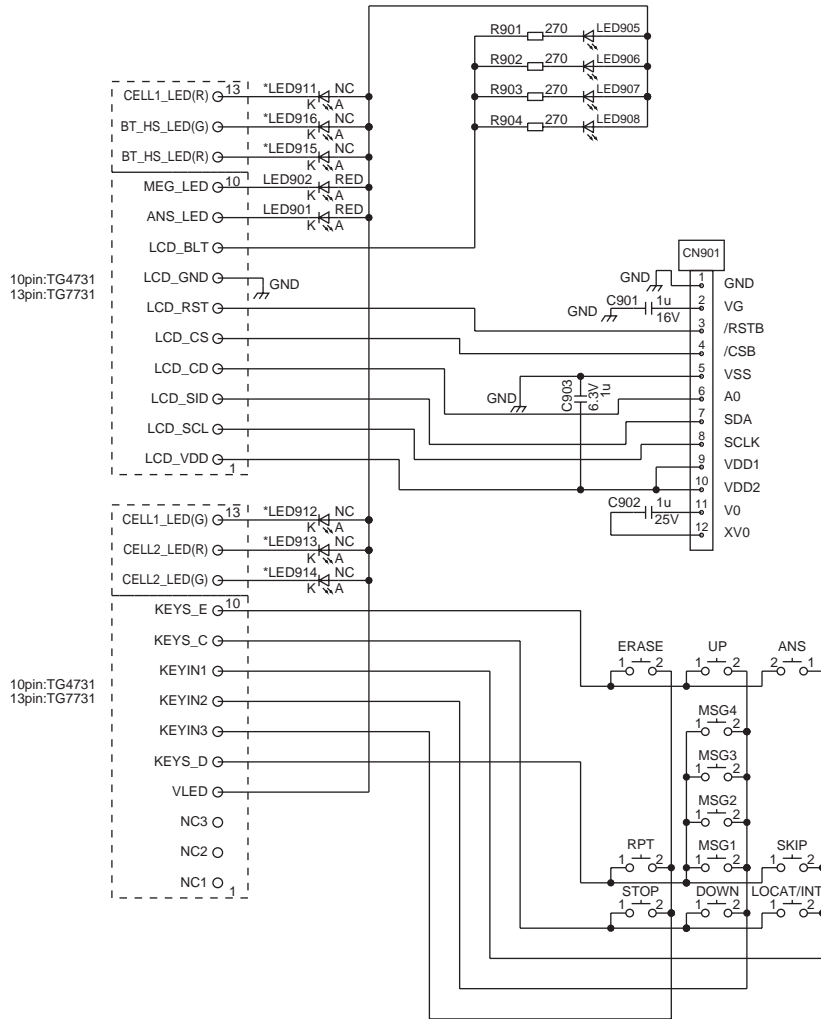 R901 270 LED905
R902 270 LED906
R903 270 LED907
R904 270 LED908
CELL1_LED(R) 13 *LED911 NC
K A
BT_HS_LED(G) *LED916 NC
K A
BT_HS_LED(R) *LED915 NC
K A
MEG_LED 10 LED902 RED
K A
ANS_LED LED901 RED
K A
LCD_BLT
10pin:TG4731
13pin:TG7731
LCD_GND GND
LCD_RST
LCD_CS
LCD_CD
LCD_SID
LCD_SCL
LCD_VDD
1
CN901
GND 1 GND
GND C901 1u 16V 2 VG
3 /RSTB
4 /CSB
5 VSS
GND C903 6.3V 1u 6 A0
7 SDA
8 SCLK
9 VDD1
10 VDD2
C902 1u 25V 11 V0
12 XV0
CELL1_LED(G) 13 *LED912 NC
K A
CELL2_LED(R) *LED913 NC
K A
CELL2_LED(G) *LED914 NC
K A
KEYS_E 10
KEYS_C
KEYIN1
10pin:TG4731
13pin:TG7731
KEYIN2
KEYIN3
KEYS_D
VLED
NC3
NC2
NC1
1
ERASE UP ANS
1 2 1 2 2 1
MSG4
1 2
MSG3
1 2
MSG2
1 2
RPT MSG1 SKIP
1 2 1 2 1 2
STOP DOWN LOCAT/INT
1 2 1 2 1 2